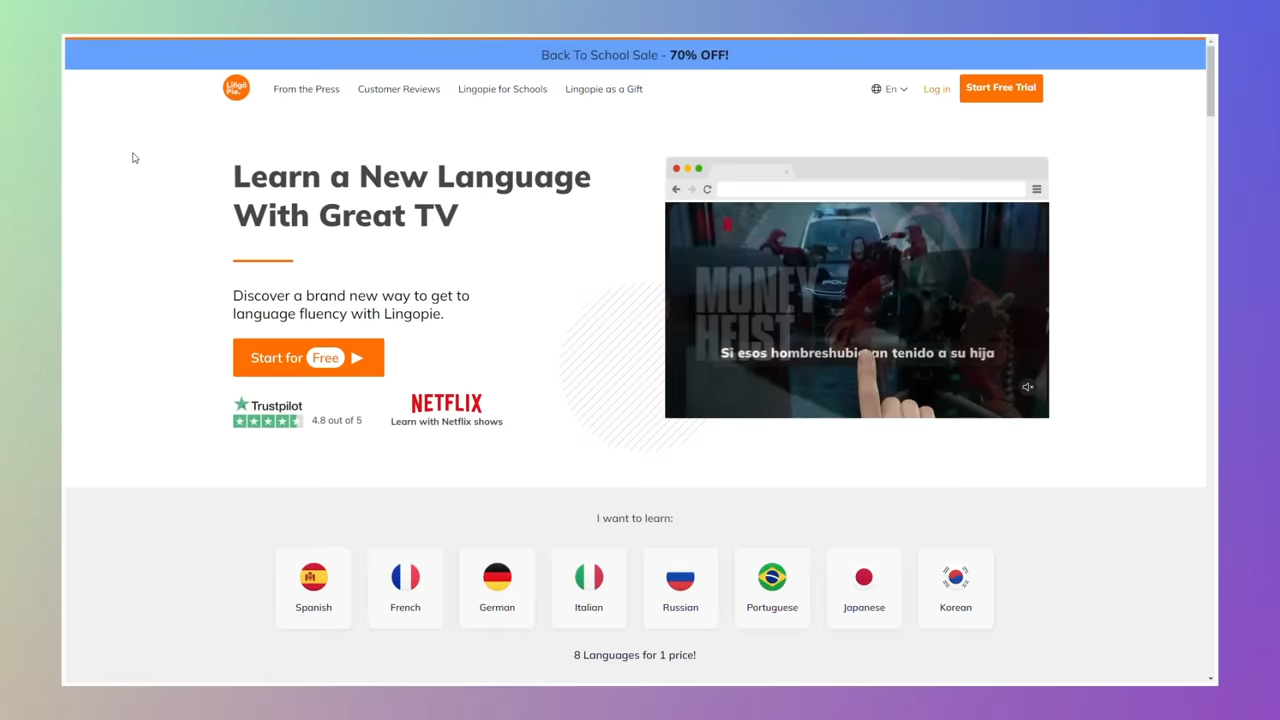 Back To School Sale - 70% OFF!
Lingo Pie.
From the Press
Customer Reviews
Lingopie for Schools
Lingopie as a Gift
En
Log in
Start Free Trial
Learn a New Language
With Great TV
Discover a brand new way to get to
language fluency with Lingopie.
Start for Free
Trustpilot
4.8 out of 5
NETFLIX
Learn with Netflix shows
MONEY
HEIST
Si esos hombreshubieran tenido a su hija
I want to learn:
Spanish
French
German
Italian
Russian
Portuguese
Japanese
Korean
8 Languages for 1 price!